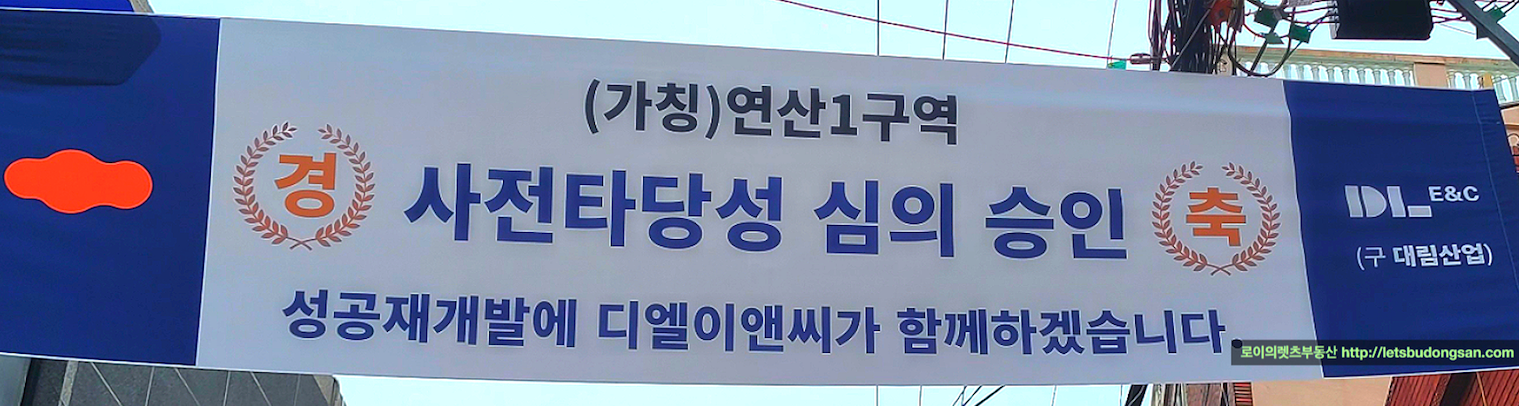 (가칭)연산1구역
경 사전타당성 심의 승인 축
성공재개발에 디엘이앤씨가 함께하겠습니다
DL E&C
(구 대림산업)
로이의렛츠부동산 http://letsbudongsan.com